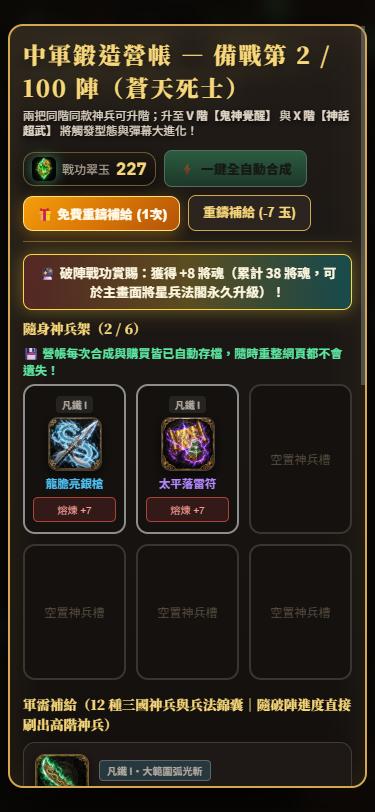 中軍鍛造營帳 — 備戰第 2 /
100 陣（蒼天死士）
兩把同階同款神兵可升階；升至 V 階【鬼神覺醒】 與 X 階【神話
超武】 將觸發型態與彈幕大進化！
戰功翠玉 227
一鍵全自動合成
免費重鑄補給 (1次)
重鑄補給 (-7 玉)
破陣戰功賞賜：獲得 +8 將魂（累計 38 將魂，可
於主畫面將星兵法閣永久升級）！
隨身神兵架（2 / 6）
營帳每次合成與購買皆已自動存檔，隨時重整網頁都不會
遺失！
凡鐵 I
凡鐵 I
龍膽亮銀槍
太平落雷符
空置神兵槽
熔煉 +7
熔煉 +7
空置神兵槽
空置神兵槽
空置神兵槽
軍需補給（12 種三國神兵與兵法錦囊｜隨破陣進度直接
刷出高階神兵）
凡鐵 I・大範圍弧光斬